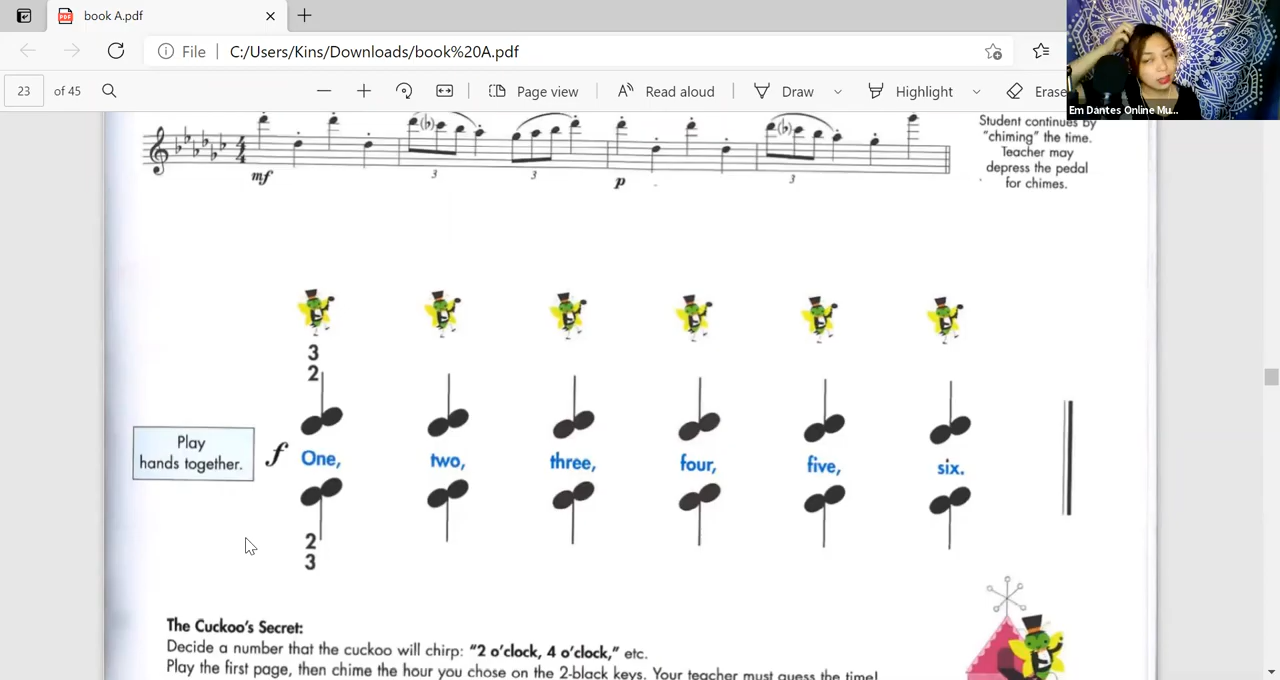 book A.pdf
File C:/Users/Kins/Downloads/book%20A.pdf
23 of 45 Page view Read aloud Draw Highlight Erase
Em Dantes Online Mu...
Student continues by
"chiming" the time.
Teacher may
depress the pedal
for chimes.
4
4
(b) (b)
mf 3 3 p 3
3
2
Play
hands together.
f One, two, three, four, five, six.
2
3
The Cuckoo's Secret:
Decide a number that the cuckoo will chirp: "2 o'clock, 4 o'clock," etc.
Play the first page, then chime the hour you chose on the 2-black keys. Your teacher must guess the time!